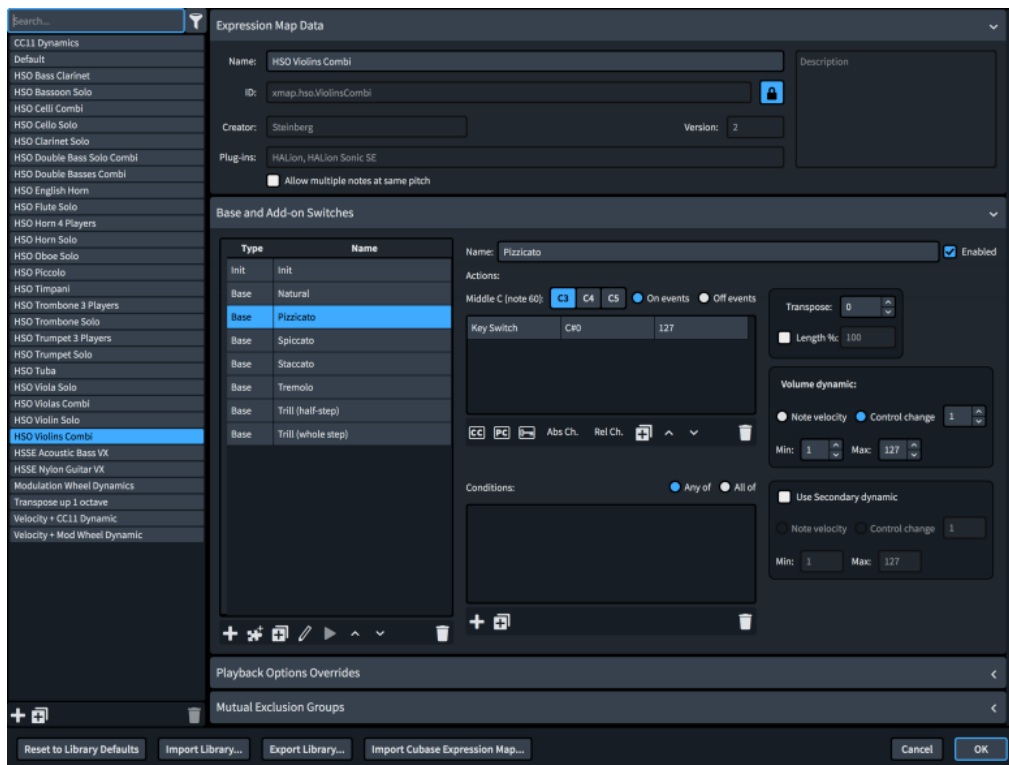 Search...
CC11 Dynamics
Default
HSO Bass Clarinet
HSO Bassoon Solo
HSO Celli Combi
HSO Cello Solo
HSO Clarinet Solo
HSO Double Bass Solo Combi
HSO Double Basses Combi
HSO English Horn
HSO Flute Solo
HSO Horn 4 Players
HSO Horn Solo
HSO Oboe Solo
HSO Piccolo
HSO Timpani
HSO Trombone 3 Players
HSO Trombone Solo
HSO Trumpet 3 Players
HSO Trumpet Solo
HSO Tuba
HSO Viola Solo
HSO Violas Combi
HSO Violin Solo
HSO Violins Combi
HSSE Acoustic Bass VX
HSSE Nylon Guitar VX
Modulation Wheel Dynamics
Transpose up 1 octave
Velocity + CC11 Dynamic
Velocity + Mod Wheel Dynamic
Expression Map Data
Name: HSO Violins Combi
Description
ID: xmap.hso.ViolinsCombi
Creator: Steinberg Version: 2
Plug-ins: HALion, HALion Sonic SE
Allow multiple notes at same pitch
Base and Add-on Switches
Type Name
Init Init
Base Natural
Base Pizzicato
Base Spiccato
Base Staccato
Base Tremolo
Base Trill (half-step)
Base Trill (whole step)
Name: Pizzicato Enabled
Actions:
Middle C (note 60): C3 C4 C5 On events Off events
Key Switch C#0 127
CC PC Abs Ch. Rel Ch.
Conditions: Any of All of
Transpose: 0
Length %: 100
Volume dynamic:
Note velocity Control change 1
Min: 1 Max: 127
Use Secondary dynamic
Note velocity Control change 1
Min: 1 Max: 127
Playback Options Overrides
Mutual Exclusion Groups
Reset to Library Defaults Import Library... Export Library... Import Cubase Expression Map... Cancel OK